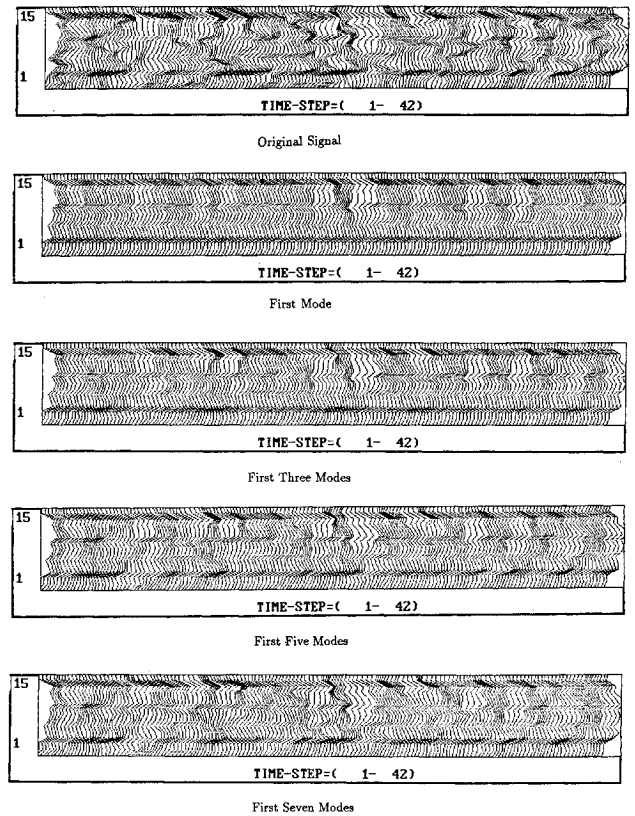 15
1
TIME-STEP=( 1- 42)
Original Signal
15
1
TIME-STEP=( 1- 42)
First Mode
15
1
TIME-STEP=( 1- 42)
First Three Modes
15
1
TIME-STEP=( 1- 42)
First Five Modes
15
1
TIME-STEP=( 1- 42)
First Seven Modes